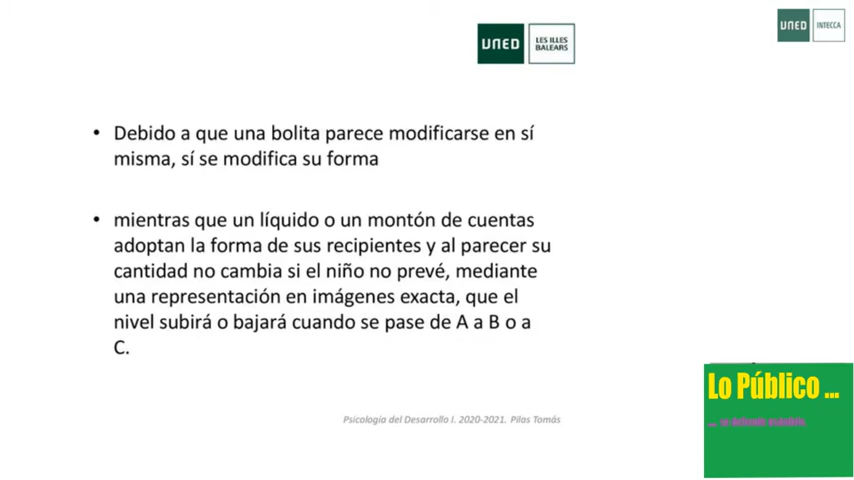 UNED
LES ILLES
BALEARS
UNED
INTECCA
• Debido a que una bolita parece modificarse en sí
misma, sí se modifica su forma
• mientras que un líquido o un montón de cuentas
adoptan la forma de sus recipientes y al parecer su
cantidad no cambia si el niño no prevé, mediante
una representación en imágenes exacta, que el
nivel subirá o bajará cuando se pase de A a B o a
C.
Lo Público ...
Psicología del Desarrollo I. 2020-2021. Pilas Tomás